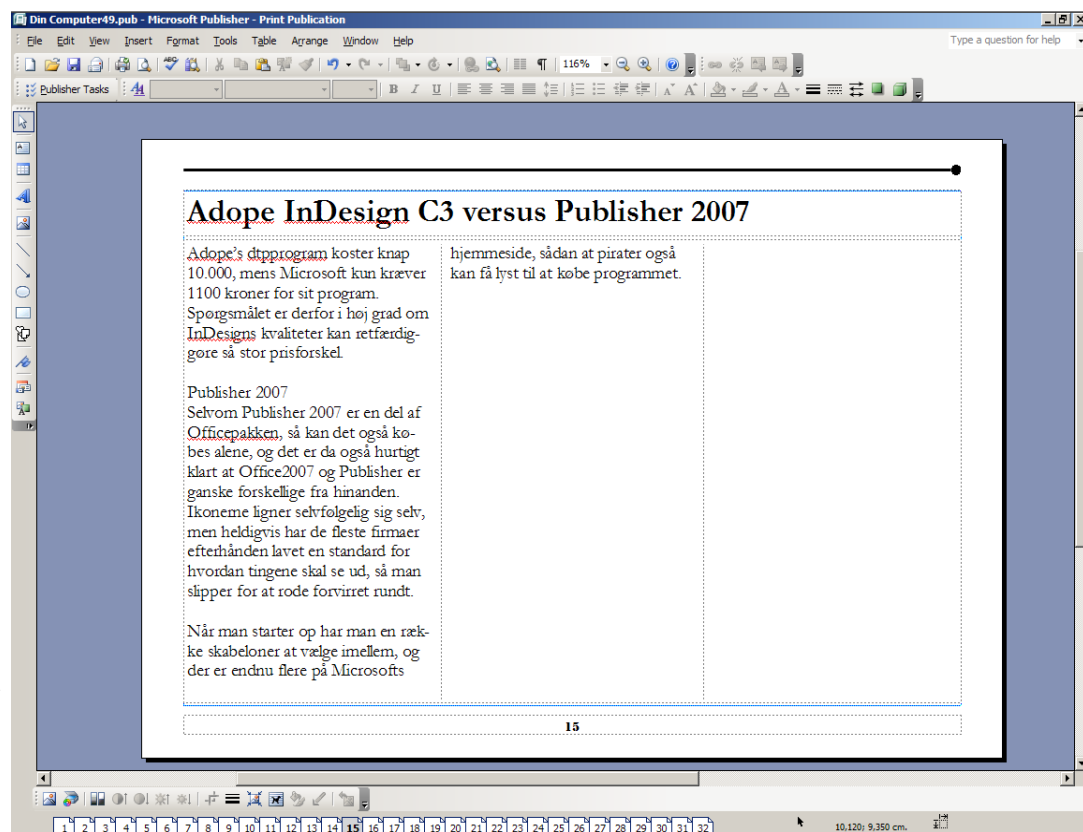 Din Computer49.pub - Microsoft Publisher - Print Publication
File Edit View Insert Format Tools Table Arrange Window Help
Type a question for help
116%
Publisher Tasks
Adope InDesign C3 versus Publisher 2007
Adope's dtpprogram koster knap
10.000, mens Microsoft kun kræver
1100 kroner for sit program.
Spørgsmålet er derfor i høj grad om
InDesigns kvaliteter kan retfærdig-
gøre så stor prisforskel.
Publisher 2007
Selvom Publisher 2007 er en del af
Officepakken, så kan det også kø-
bes alene, og det er da også hurtigt
klart at Office2007 og Publisher er
ganske forskellige fra hinanden.
Ikonerne ligner selvfølgelig sig selv,
men heldigvis har de fleste firmaer
efterhånden lavet en standard for
hvordan tingene skal se ud, så man
slipper for at rode forvirret rundt.
Når man starter op har man en ræk-
ke skabeloner at vælge imellem, og
der er endnu flere på Microsofts
hjemmeside, sådan at pirater også
kan få lyst til at købe programmet.
15
1 2 3 4 5 6 7 8 9 10 11 12 13 14 15 16 17 18 19 20 21 22 23 24 25 26 27 28 29 30 31 32
10,120; 9,350 cm.